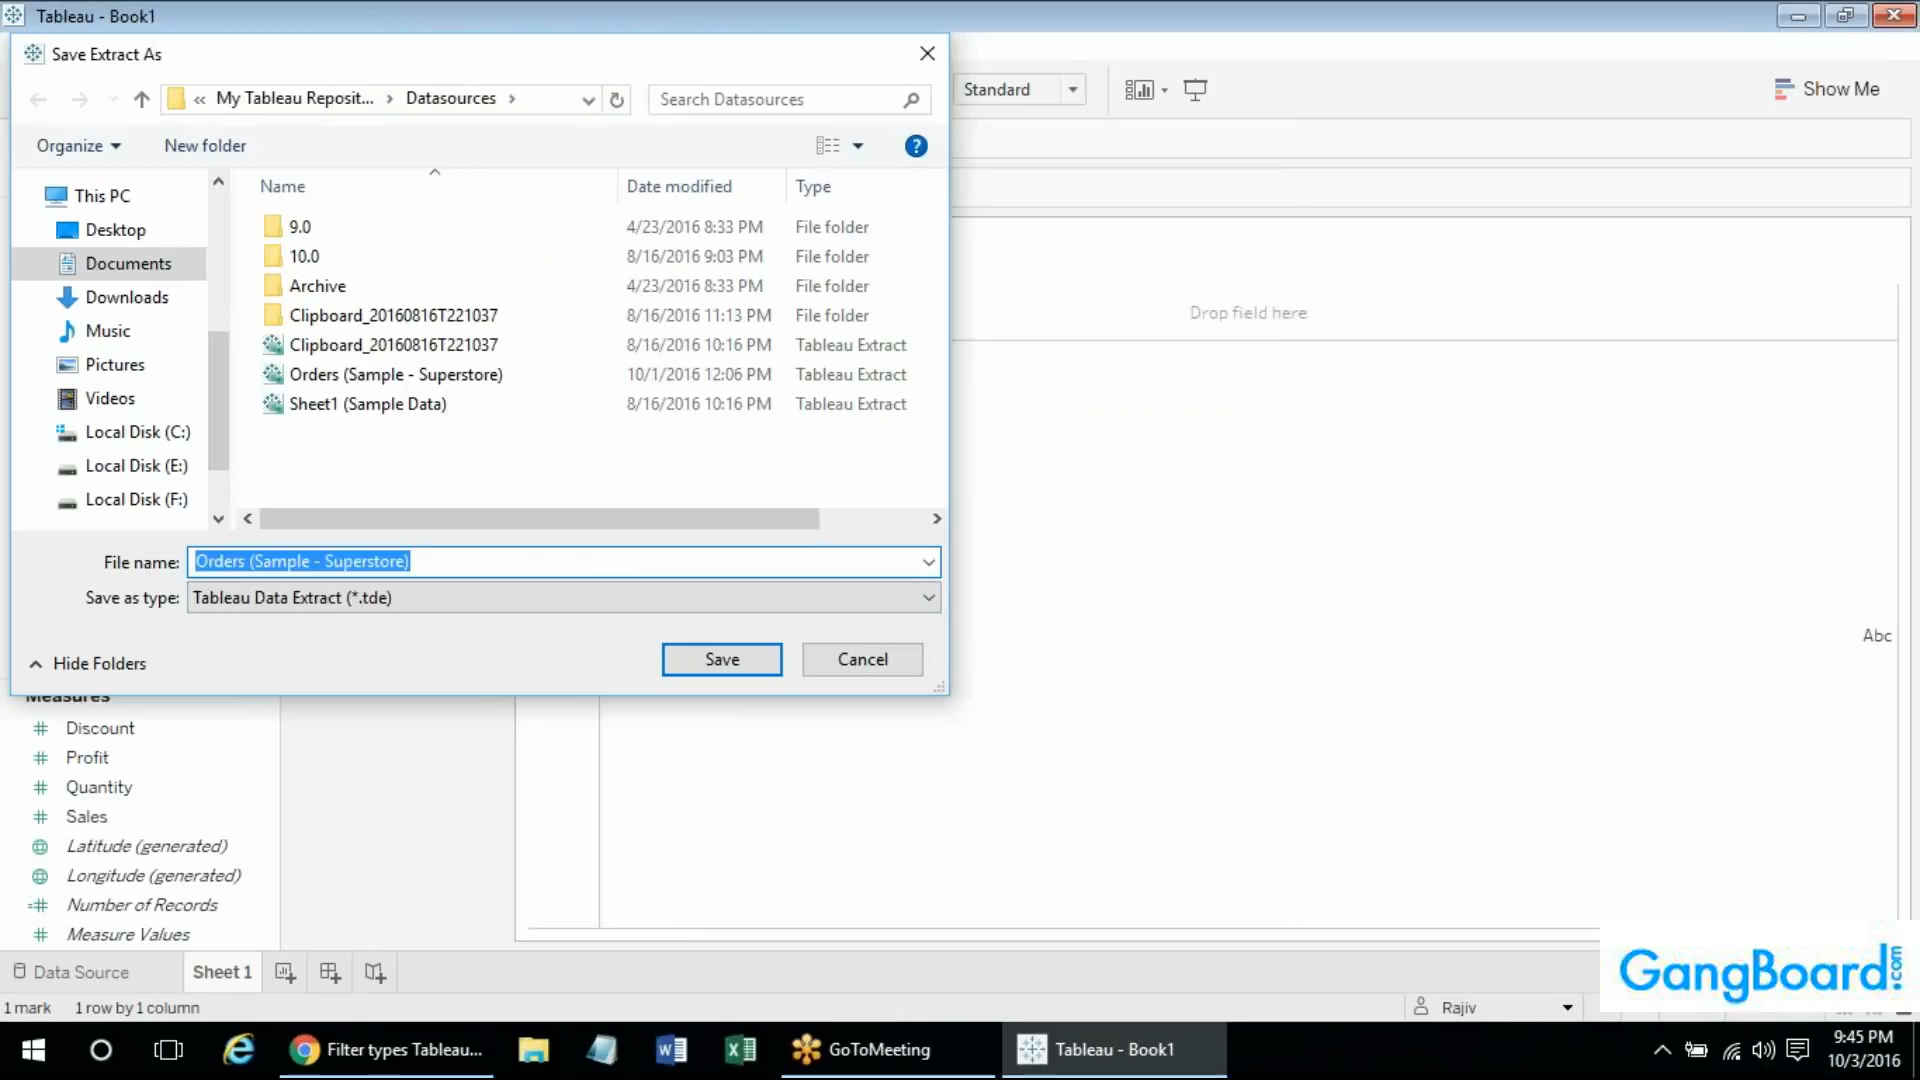 Tableau - Book1
Save Extract As
« My Tableau Reposit... › Datasources ›
Search Datasources
Standard
Show Me
Organize
New folder
?
Name Date modified Type
This PC
Desktop
Documents
Downloads
Music
Pictures
Videos
Local Disk (C:)
Local Disk (E:)
Local Disk (F:)
9.0 4/23/2016 8:33 PM File folder
10.0 8/16/2016 9:03 PM File folder
Archive 4/23/2016 8:33 PM File folder
Clipboard_20160816T221037 8/16/2016 11:13 PM File folder
Clipboard_20160816T221037 8/16/2016 10:16 PM Tableau Extract
Orders (Sample - Superstore) 10/1/2016 12:06 PM Tableau Extract
Sheet1 (Sample Data) 8/16/2016 10:16 PM Tableau Extract
File name: Orders (Sample - Superstore)
Save as type: Tableau Data Extract (*.tde)
Hide Folders
Save
Cancel
Drop field here
Abc
Measures
Discount
Profit
Quantity
Sales
Latitude (generated)
Longitude (generated)
Number of Records
Measure Values
Data Source
Sheet 1
1 mark 1 row by 1 column
Rajiv
GangBoard.com
Filter types Tableau...
GoToMeeting
Tableau - Book1
9:45 PM
10/3/2016